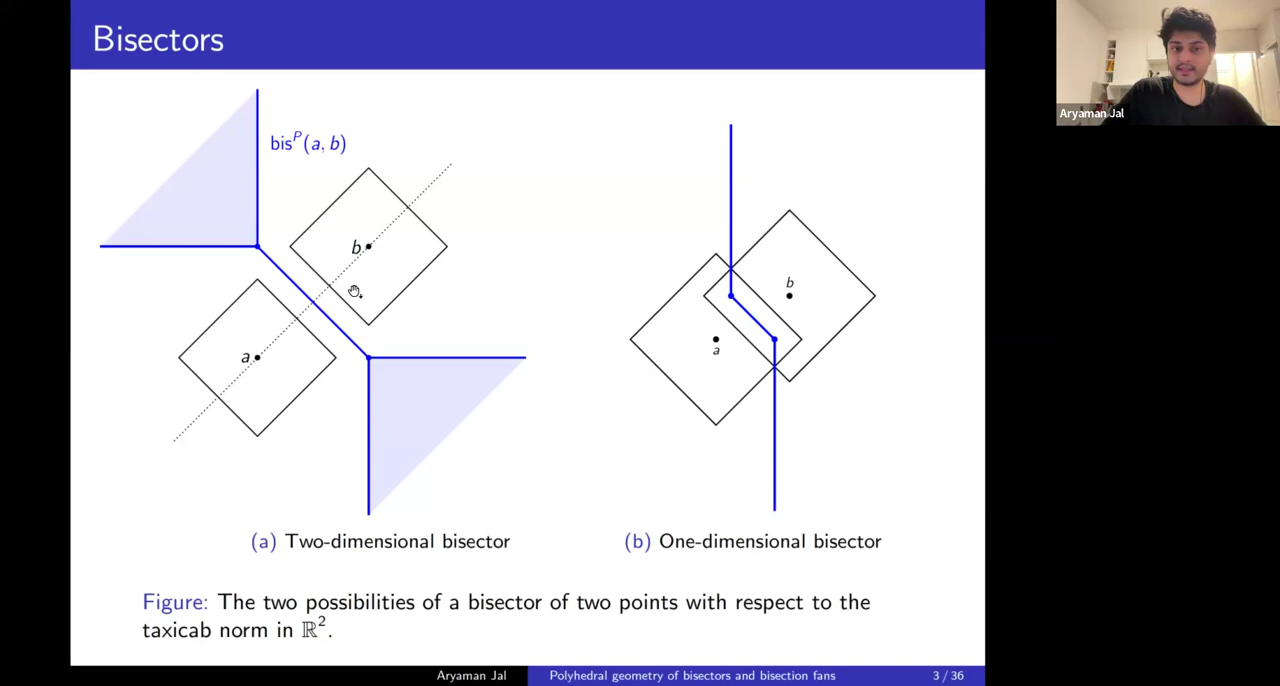 Bisectors
bis^P(a, b)
b
a
b
a
(a) Two-dimensional bisector
(b) One-dimensional bisector
Figure: The two possibilities of a bisector of two points with respect to the
taxicab norm in ℝ².
Aryaman Jal
Polyhedral geometry of bisectors and bisection fans
3 / 36
Aryaman Jal